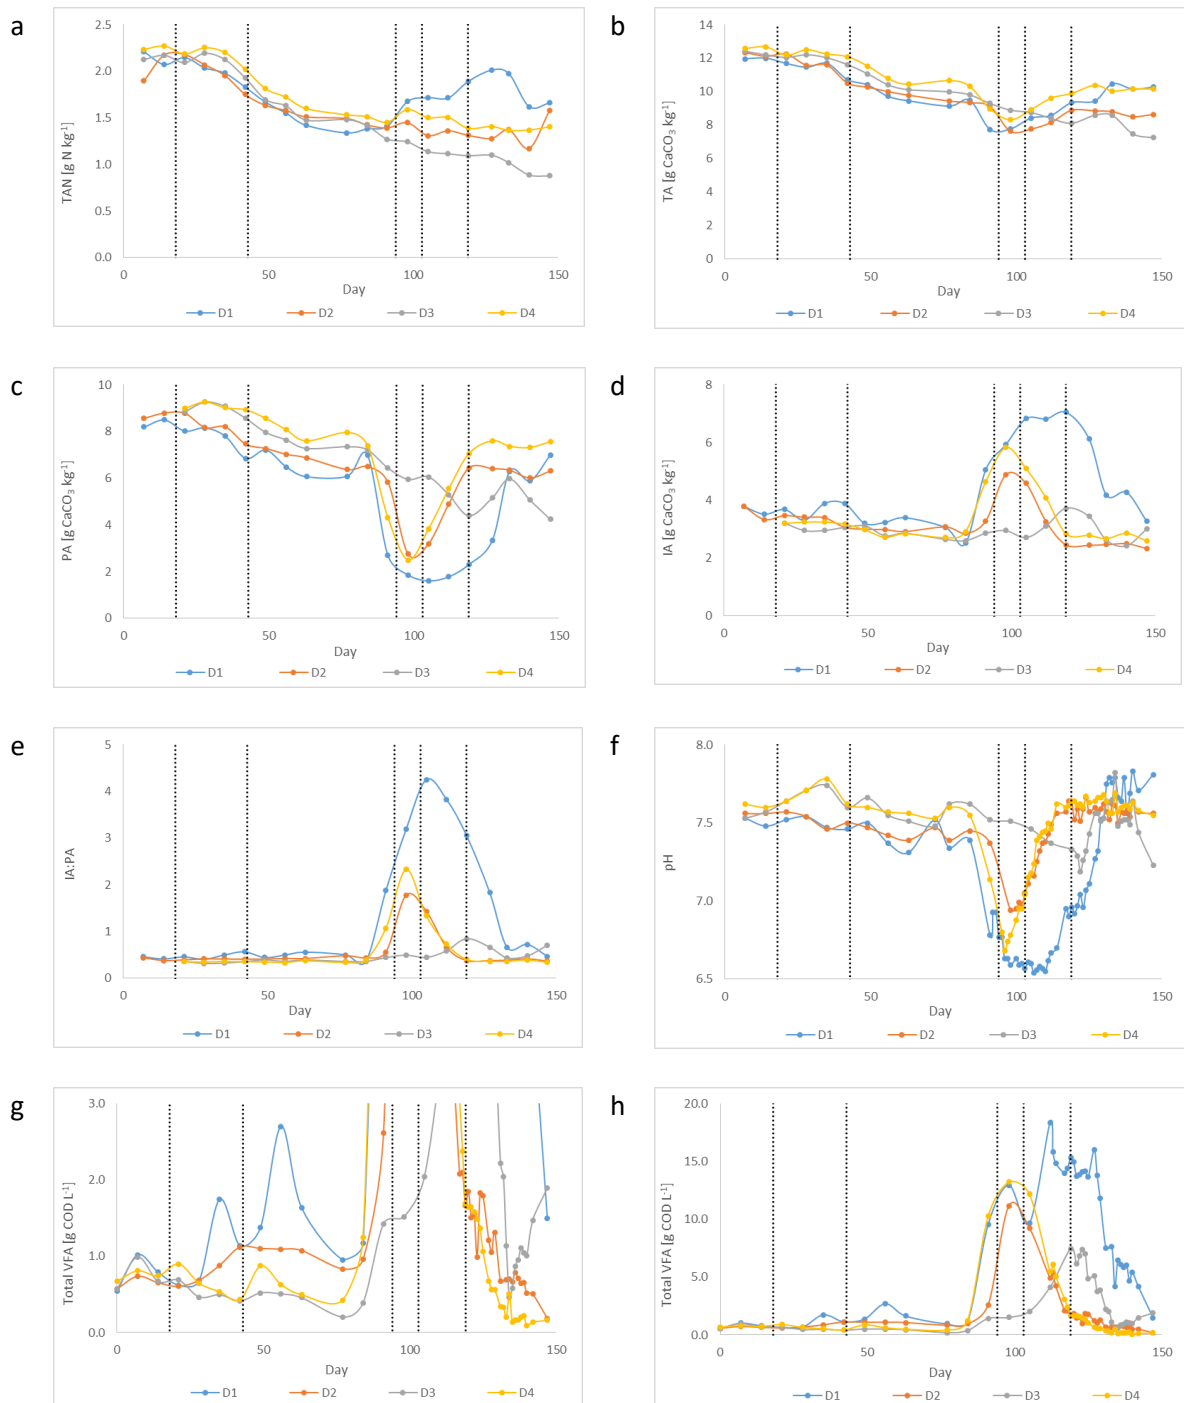 a
2.5
2.0
1.5
1.0
0.5
0.0
TAN [g N kg⁻¹]
0 50 100 150
Day
D1 D2 D3 D4
b
14
12
10
8
6
4
2
0
TA [g CaCO₃ kg⁻¹]
0 50 100 150
Day
D1 D2 D3 D4
c
10
8
6
4
2
0
PA [g CaCO₃ kg⁻¹]
0 50 100 150
Day
D1 D2 D3 D4
d
8
6
4
2
0
IA [g CaCO₃ kg⁻¹]
0 50 100 150
Day
D1 D2 D3 D4
e
5
4
3
2
1
0
IA:PA
0 50 100 150
Day
D1 D2 D3 D4
f
8.0
7.5
7.0
6.5
pH
0 50 100 150
Day
D1 D2 D3 D4
g
3.0
2.0
1.0
0.0
Total VFA [g COD L⁻¹]
0 50 100 150
Day
D1 D2 D3 D4
h
20.0
15.0
10.0
5.0
0.0
Total VFA [g COD L⁻¹]
0 50 100 150
Day
D1 D2 D3 D4